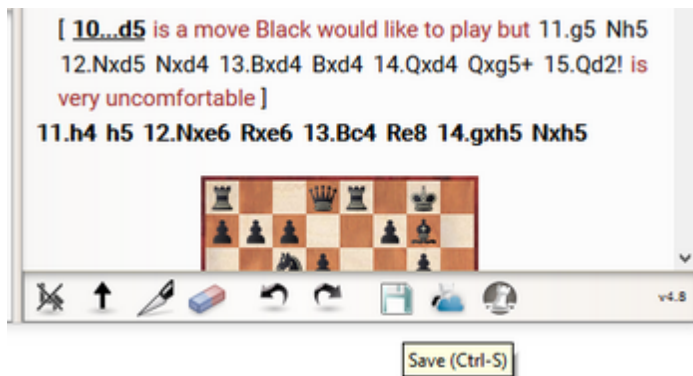 [ 10...d5 is a move Black would like to play but 11.g5 Nh5
12.Nxd5 Nxd4 13.Bxd4 Bxd4 14.Qxd4 Qxg5+ 15.Qd2! is
very uncomfortable ]
11.h4 h5 12.Nxe6 Rxe6 13.Bc4 Re8 14.gxh5 Nxh5
v4.8
Save (Ctrl-S)